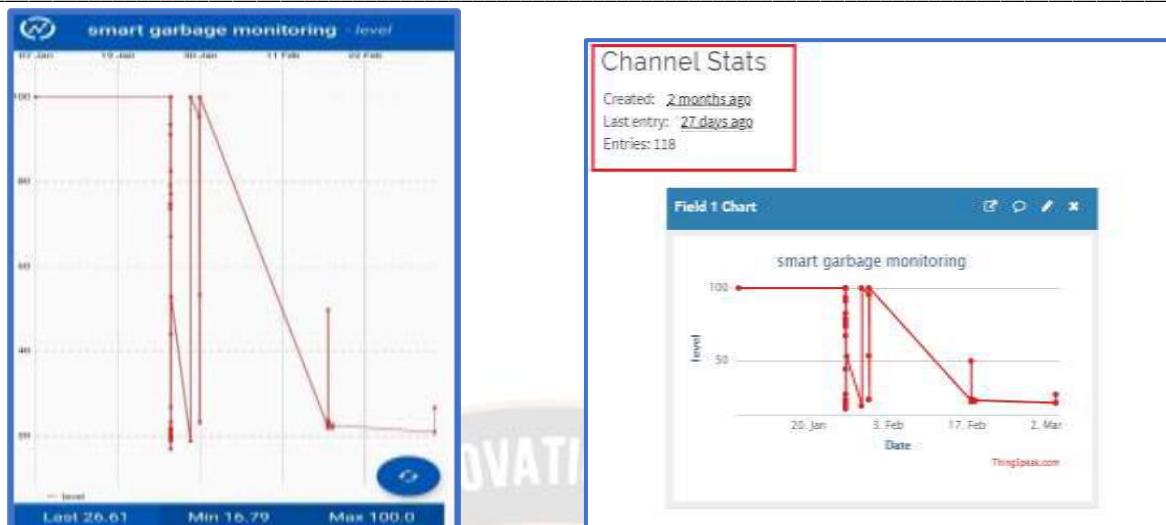 smart garbage monitoring - level
07 Jan 19 Jan 30 Jan 11 Feb 22 Feb
100
80
60
40
20
level
Last 26.61 Min 16.79 Max 100.0
OVATI
Channel Stats
Created: 2 months ago
Last entry: 27 days ago
Entries: 118
Field 1 Chart
smart garbage monitoring
100
50
level
20. Jan 3. Feb 17. Feb 2. Mar
Date
ThingSpeak.com